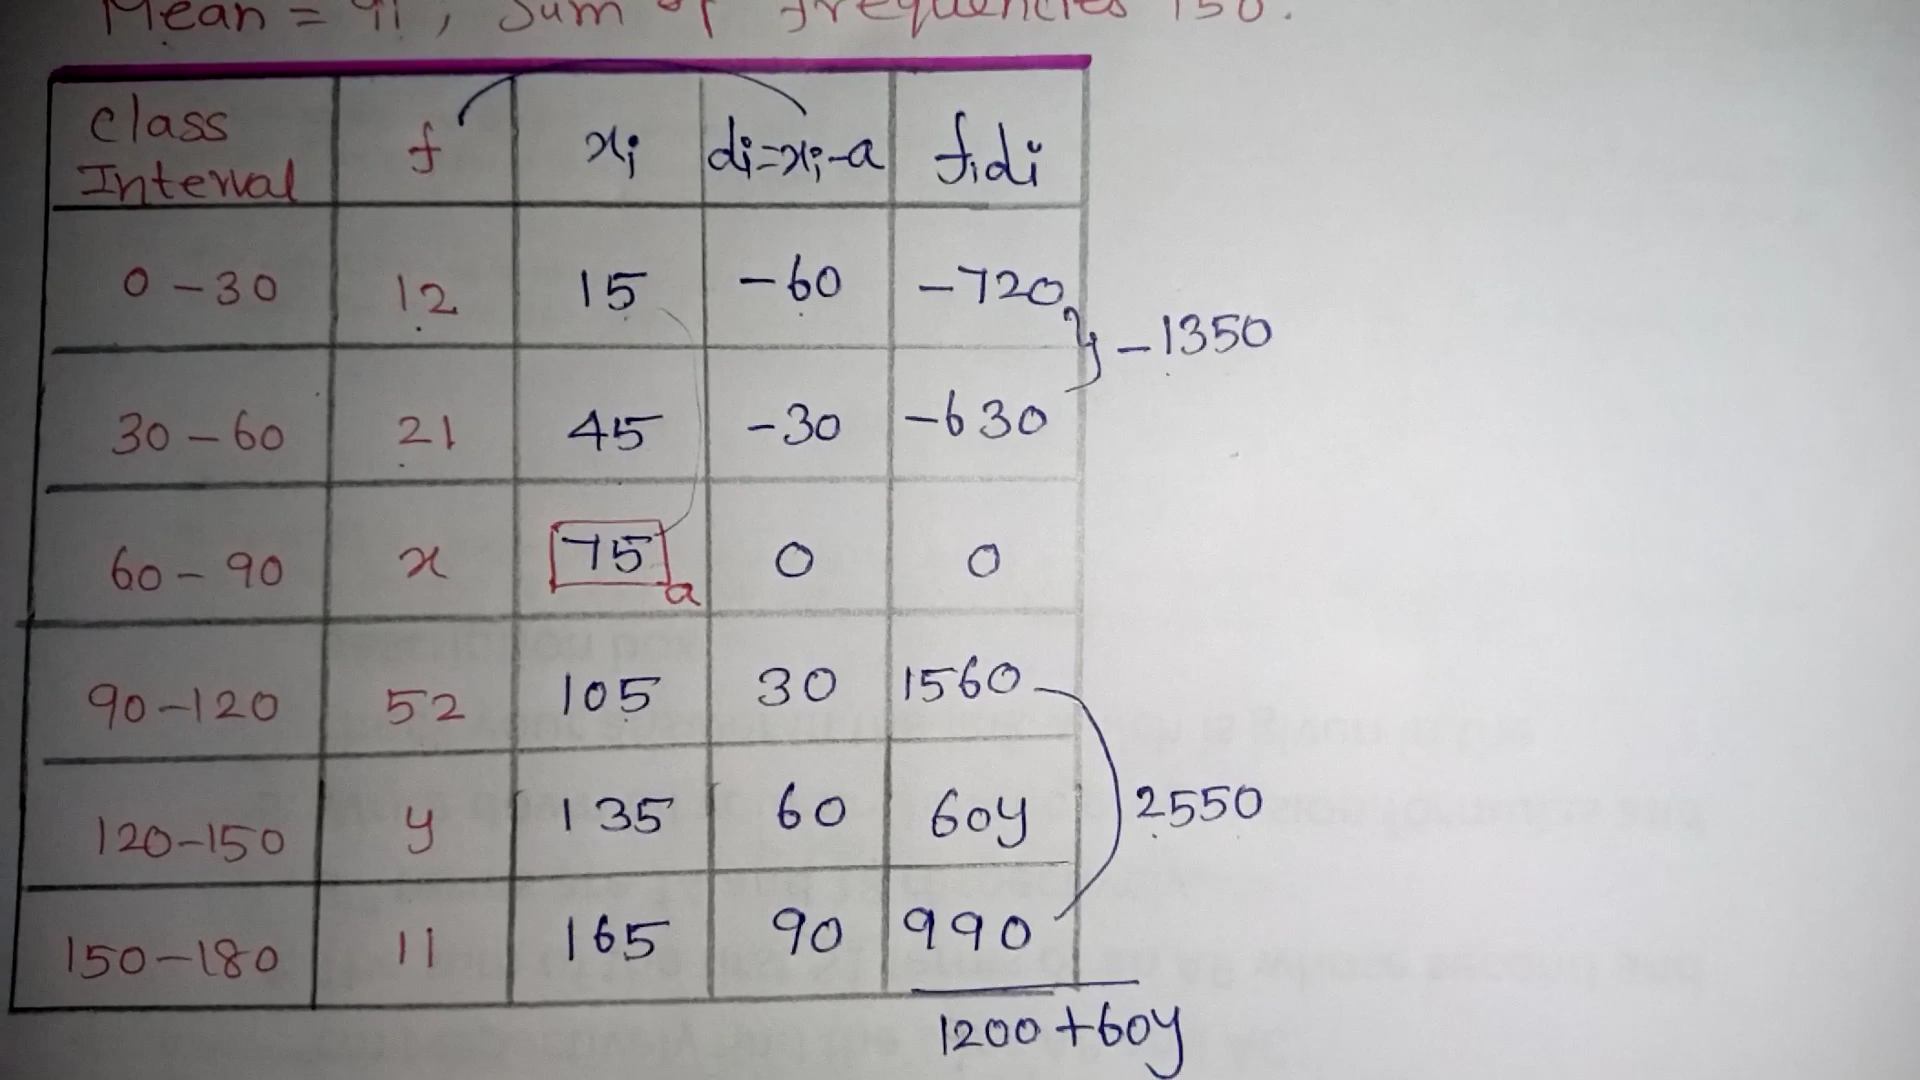 Mean = 91, Sum of frequencies 150.
Class Interval f xi di=xi-a fidi
0-30 12 15 -60 -720
-1350
30-60 21 45 -30 -630
60-90 x 75 a 0 0
90-120 52 105 30 1560
120-150 y 135 60 60y 2550
150-180 11 165 90 990
1200+60y